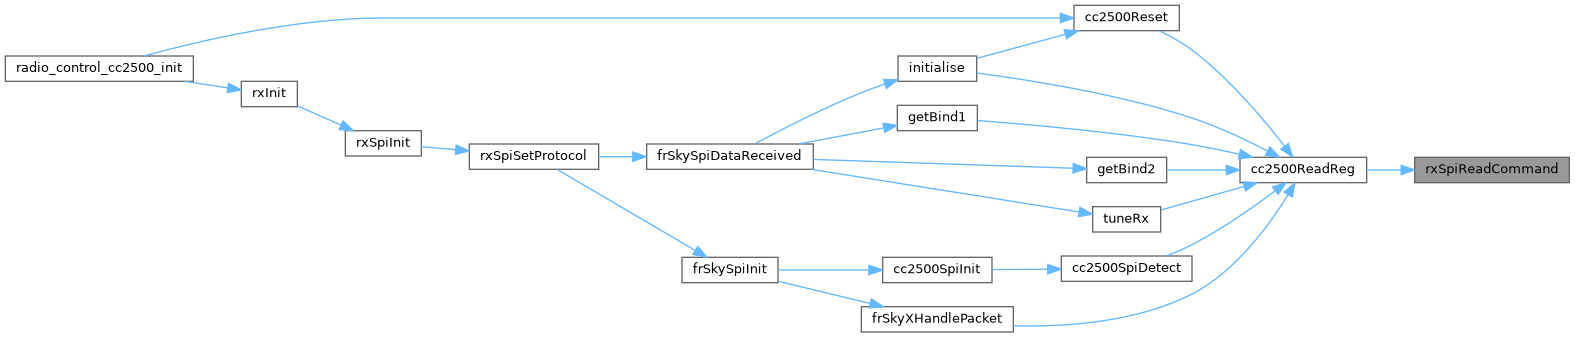 cc2500Reset
radio_control_cc2500_init
initialise
rxInit
getBind1
rxSpiInit
rxSpiSetProtocol
frSkySpiDataReceived
getBind2
cc2500ReadReg
rxSpiReadCommand
tuneRx
frSkySpiInit
cc2500SpiInit
cc2500SpiDetect
frSkyXHandlePacket